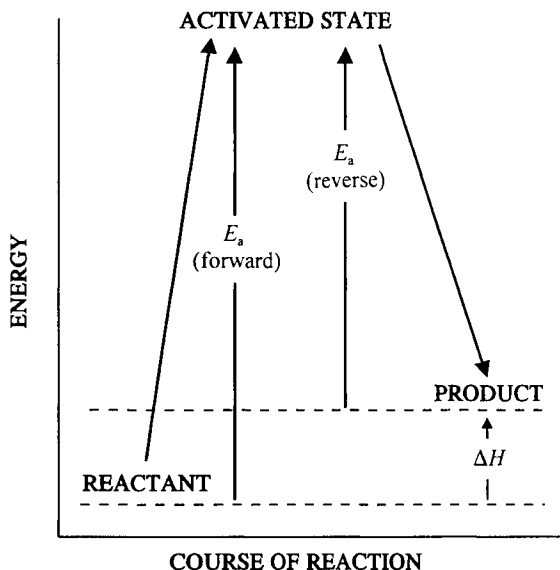 ACTIVATED STATE
E_a
(reverse)
E_a
(forward)
ENERGY
PRODUCT
ΔH
REACTANT
COURSE OF REACTION